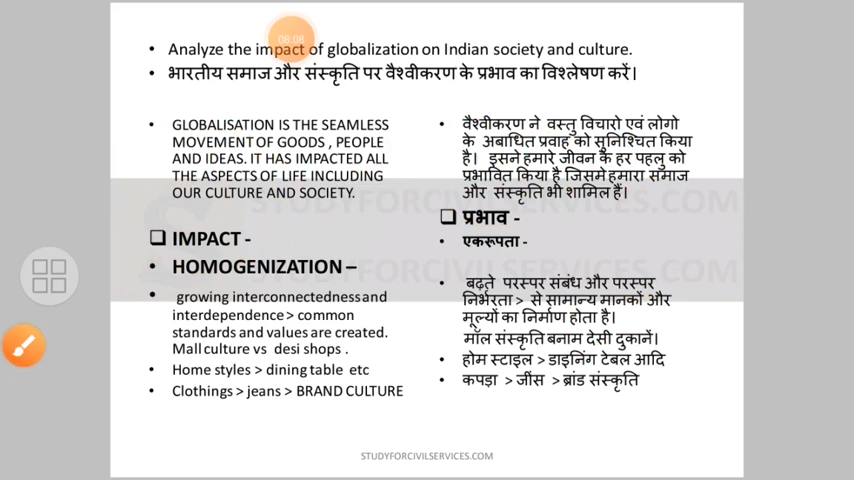 08:08
• Analyze the impact of globalization on Indian society and culture.
• भारतीय समाज और संस्कृति पर वैश्वीकरण के प्रभाव का विश्लेषण करें।
• GLOBALISATION IS THE SEAMLESS
MOVEMENT OF GOODS , PEOPLE
AND IDEAS. IT HAS IMPACTED ALL
THE ASPECTS OF LIFE INCLUDING
OUR CULTURE AND SOCIETY.
❑ IMPACT -
• HOMOGENIZATION –
• growing interconnectedness and
interdependence > common
standards and values are created.
Mall culture vs desi shops .
• Home styles > dining table etc
• Clothings > jeans > BRAND CULTURE
• वैश्वीकरण ने वस्तु विचारो एवं लोगो
के अबाधित प्रवाह को सुनिश्चित किया
है। इसने हमारे जीवन के हर पहलु को
प्रभावित किया है जिसमे हमारा समाज
और संस्कृति भी शामिल हैं।
❑ प्रभाव -
• एकरूपता -
• बढ़ते परस्पर संबंध और परस्पर
निर्भरता > से सामान्य मानकों और
मूल्यों का निर्माण होता है।
मॉल संस्कृति बनाम देसी दुकानें।
• होम स्टाइल > डाइनिंग टेबल आदि
• कपड़ा > जींस > ब्रांड संस्कृति
STUDYFORCIVILSERVICES.COM
STUDYFORCIVILSERVICES.COM
STUDYFORCIVILSERVICES.COM